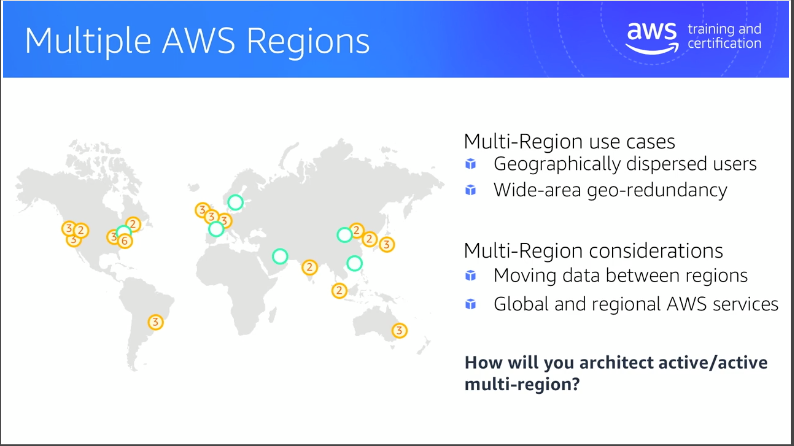 Multiple AWS Regions
aws
training and
certification
Multi-Region use cases
Geographically dispersed users
Wide-area geo-redundancy
Multi-Region considerations
Moving data between regions
Global and regional AWS services
How will you architect active/active
multi-region?
3
2
3
3
6
2
3
3
3
2
2
3
2
2
3
3